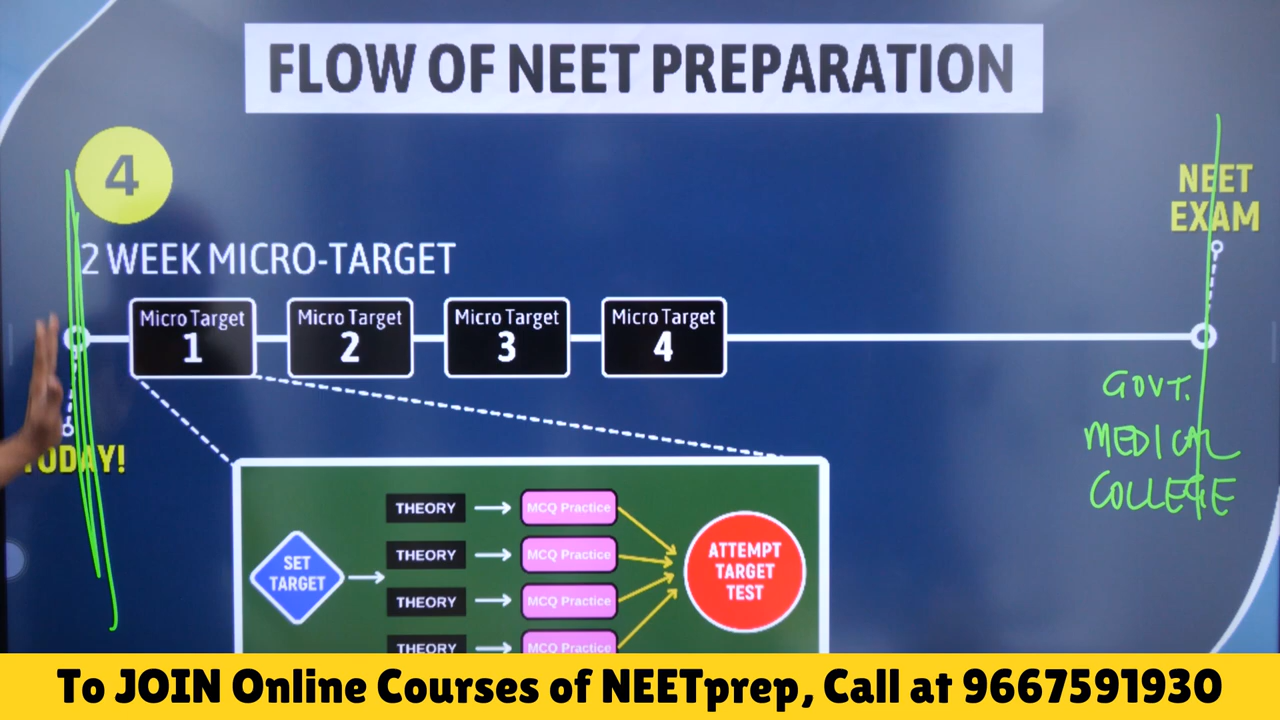 FLOW OF NEET PREPARATION
4
NEET
EXAM
2 WEEK MICRO-TARGET
Micro Target
1
Micro Target
2
Micro Target
3
Micro Target
4
GOVT.
MEDICAL
COLLEGE
TODAY!
SET
TARGET
THEORY
MCQ Practice
THEORY
MCQ Practice
THEORY
MCQ Practice
THEORY
MCQ Practice
ATTEMPT
TARGET
TEST
To JOIN Online Courses of NEETprep, Call at 9667591930